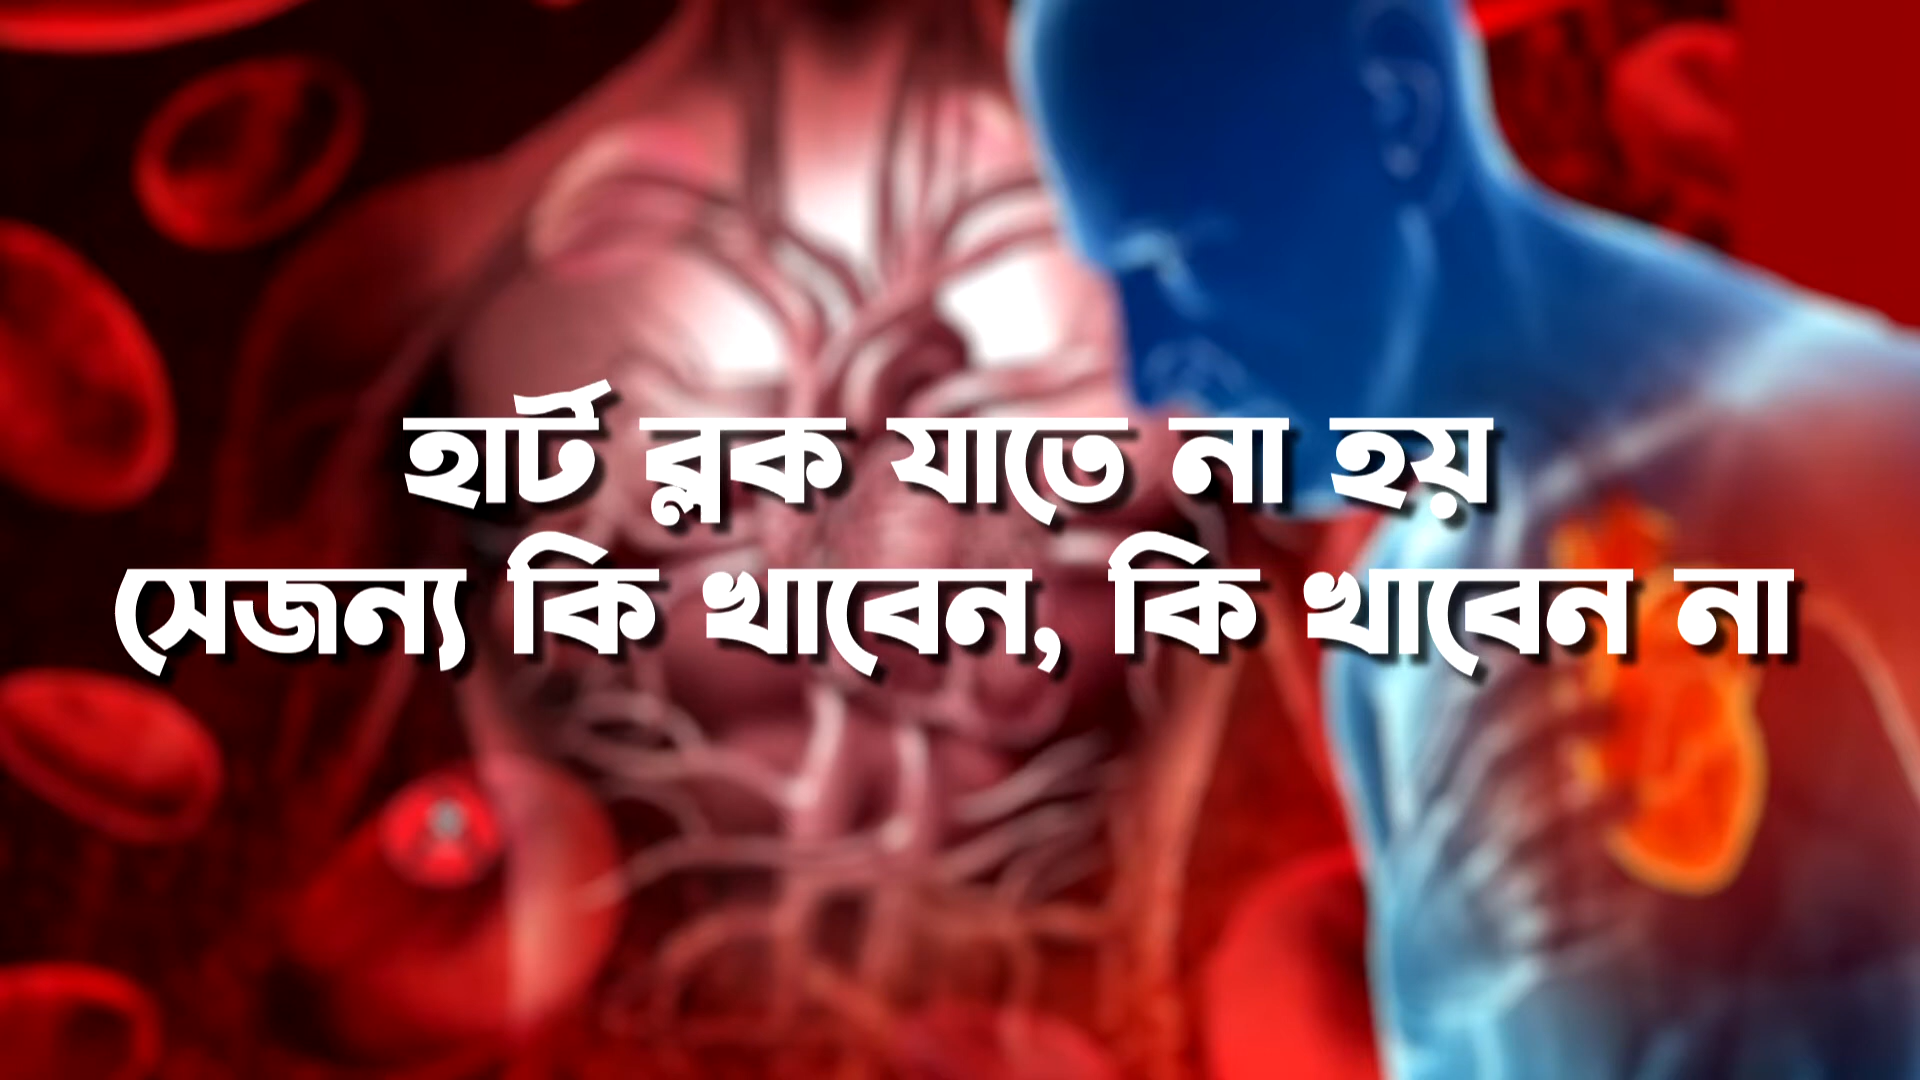 হার্ট ব্লক যাতে না হয়
সেজন্য কি খাবেন, কি খাবেন না